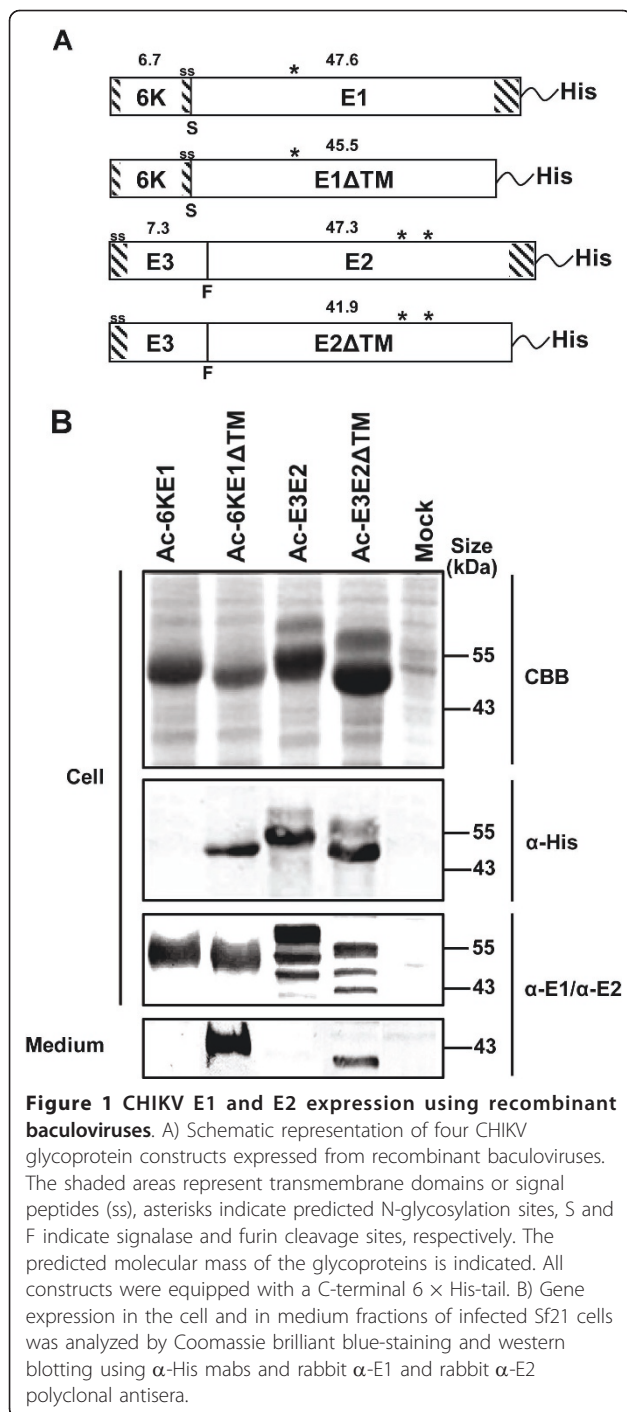 A
6.7 47.6
ss *
6K E1 His
S
45.5
ss *
6K E1ΔTM His
S
7.3 47.3
ss * *
E3 E2 His
F
41.9
ss * *
E3 E2ΔTM His
F
B
Ac-6KE1
Ac-6KE1ΔTM
Ac-E3E2
Ac-E3E2ΔTM
Mock
Size
(kDa)
55
CBB
43
Cell
55
α-His
43
55
43
α-E1/α-E2
Medium
43
Figure 1 CHIKV E1 and E2 expression using recombinant
baculoviruses. A) Schematic representation of four CHIKV
glycoprotein constructs expressed from recombinant baculoviruses.
The shaded areas represent transmembrane domains or signal
peptides (ss), asterisks indicate predicted N-glycosylation sites, S and
F indicate signalase and furin cleavage sites, respectively. The
predicted molecular mass of the glycoproteins is indicated. All
constructs were equipped with a C-terminal 6 × His-tail. B) Gene
expression in the cell and in medium fractions of infected Sf21 cells
was analyzed by Coomassie brilliant blue-staining and western
blotting using α-His mabs and rabbit α-E1 and rabbit α-E2
polyclonal antisera.